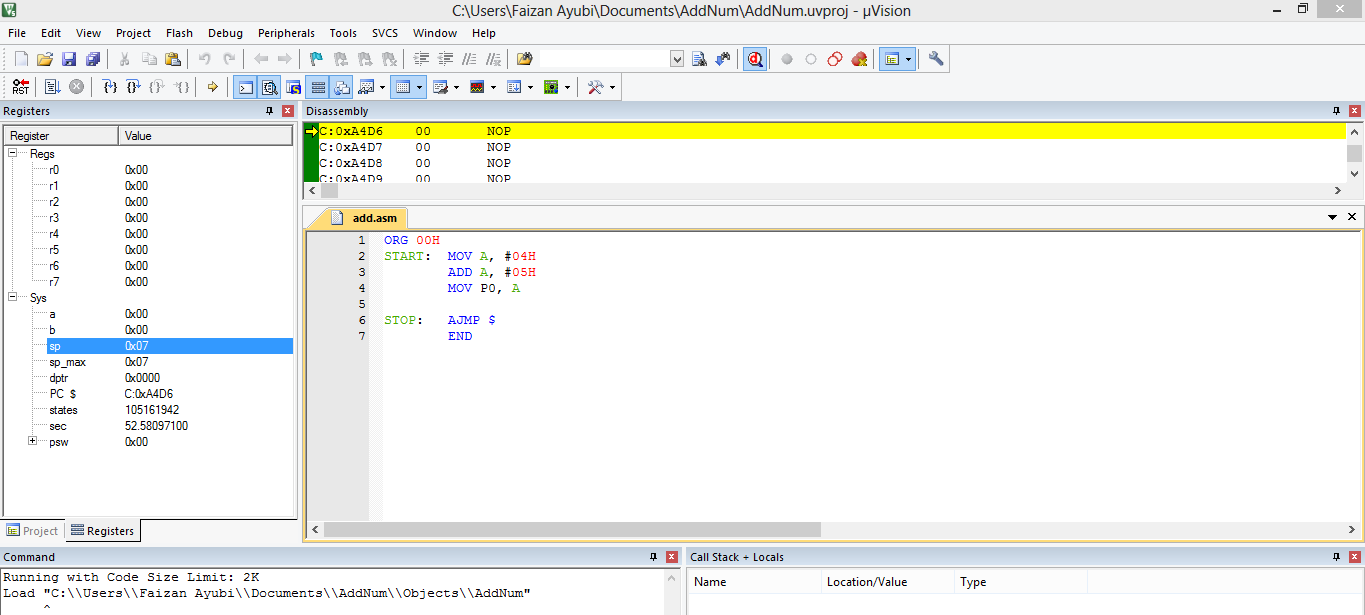 C:\Users\Faizan Ayubi\Documents\AddNum\AddNum.uvproj - µVision
File Edit View Project Flash Debug Peripherals Tools SVCS Window Help
RST
Registers
Register Value
Regs
r0 0x00
r1 0x00
r2 0x00
r3 0x00
r4 0x00
r5 0x00
r6 0x00
r7 0x00
Sys
a 0x00
b 0x00
sp 0x07
sp_max 0x07
dptr 0x0000
PC $ C:0xA4D6
states 105161942
sec 52.58097100
psw 0x00
Project Registers
Disassembly
C:0xA4D6 00 NOP
C:0xA4D7 00 NOP
C:0xA4D8 00 NOP
C:0xA4D9 00 NOP
add.asm
1 ORG 00H
2 START: MOV A, #04H
3 ADD A, #05H
4 MOV P0, A
5
6 STOP: AJMP $
7 END
Command
Running with Code Size Limit: 2K
Load "C:\\Users\\Faizan Ayubi\\Documents\\AddNum\\Objects\\AddNum"
^
Call Stack + Locals
Name Location/Value Type